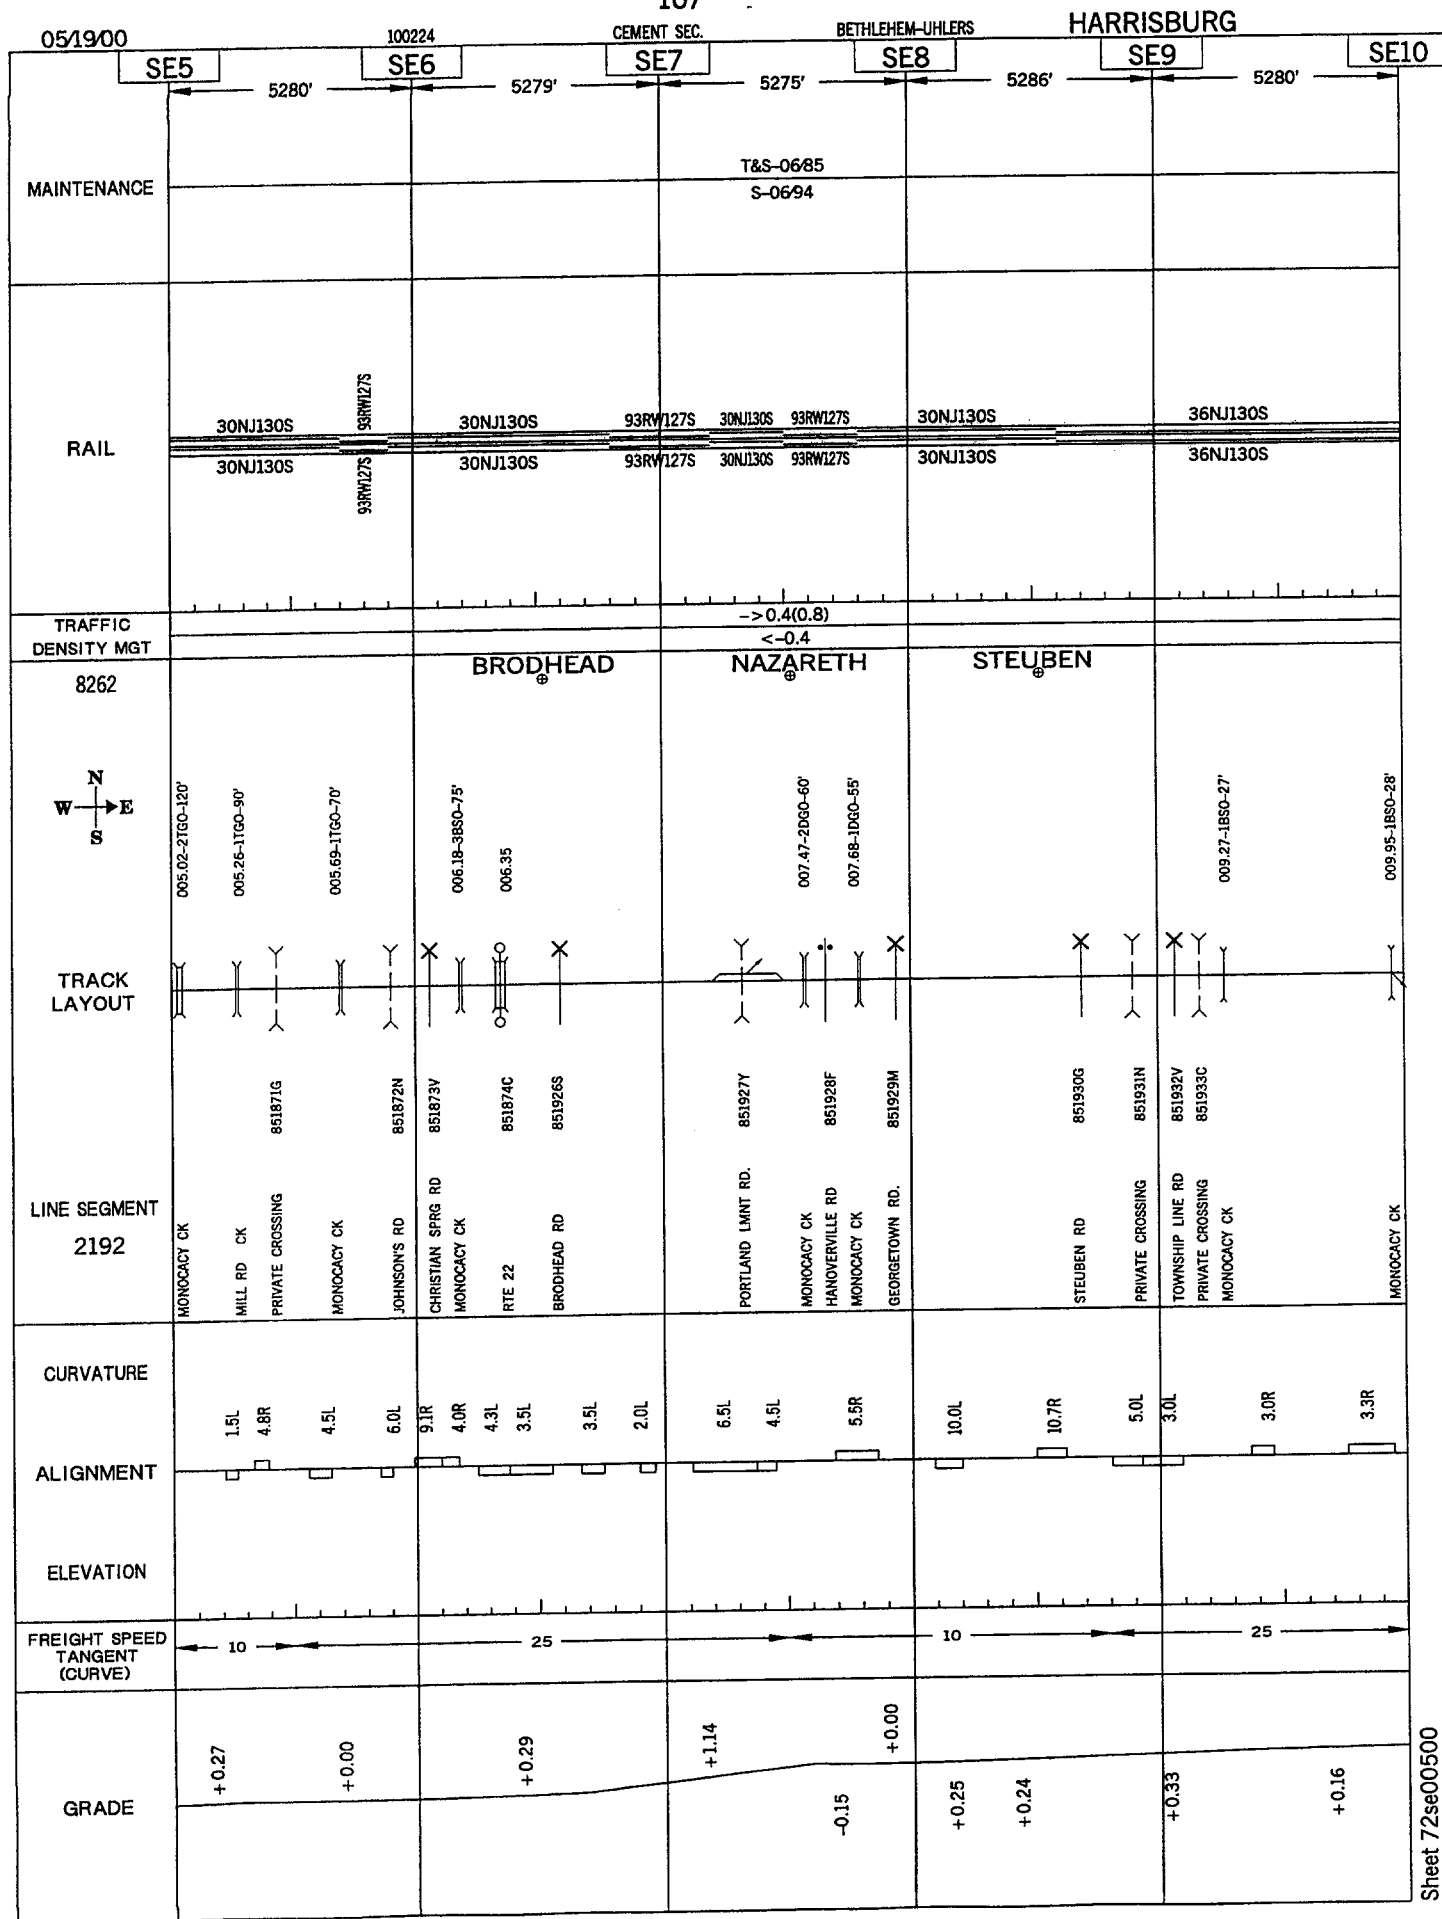 107
05/19/00 100224 CEMENT SEC. BETHLEHEM-UHLERS HARRISBURG
SE5 SE6 SE7 SE8 SE9 SE10
5280' 5279' 5275' 5286' 5280'
MAINTENANCE
T&S-06/85
S-06/94
RAIL
30NJ130S 93RW127S 30NJ130S 93RW127S 30NJ130S 93RW127S 30NJ130S 36NJ130S
30NJ130S 93RW127S 30NJ130S 93RW127S 30NJ130S 93RW127S 30NJ130S 36NJ130S
TRAFFIC
DENSITY MGT
->0.4(0.8)
<-0.4
8262
BRODHEAD NAZARETH STEUBEN
N
W E
S
005.02-2TGO-120'
005.26-1TGO-90'
005.69-1TGO-70'
006.18-3BSO-75'
006.35
007.47-2DGO-60'
007.68-1DGO-55'
009.27-1BSO-27'
009.95-1BSO-28'
TRACK
LAYOUT
851871G
851872N
851873V
851874C
851926S
851927Y
851928F
851929M
851930G
851931N
851932V
851933C
LINE SEGMENT
2192
MONOCACY CK
MILL RD CK
PRIVATE CROSSING
MONOCACY CK
JOHNSON'S RD
CHRISTIAN SPRG RD
MONOCACY CK
RTE 22
BRODHEAD RD
PORTLAND LMNT RD.
MONOCACY CK
HANOVERVILLE RD
MONOCACY CK
GEORGETOWN RD.
STEUBEN RD
PRIVATE CROSSING
TOWNSHIP LINE RD
PRIVATE CROSSING
MONOCACY CK
MONOCACY CK
CURVATURE
1.5L 4.8R 4.5L 6.0L 9.1R 4.0R 4.3L 3.5L 3.5L 2.0L 6.5L 4.5L 5.5R 10.0L 10.7R 5.0L 3.0L 3.0R 3.3R
ALIGNMENT
ELEVATION
FREIGHT SPEED
TANGENT
(CURVE)
10 25 10 25
GRADE
+0.27 +0.00 +0.29 +1.14 -0.15 +0.00 +0.25 +0.24 +0.33 +0.16
Sheet 72se00500